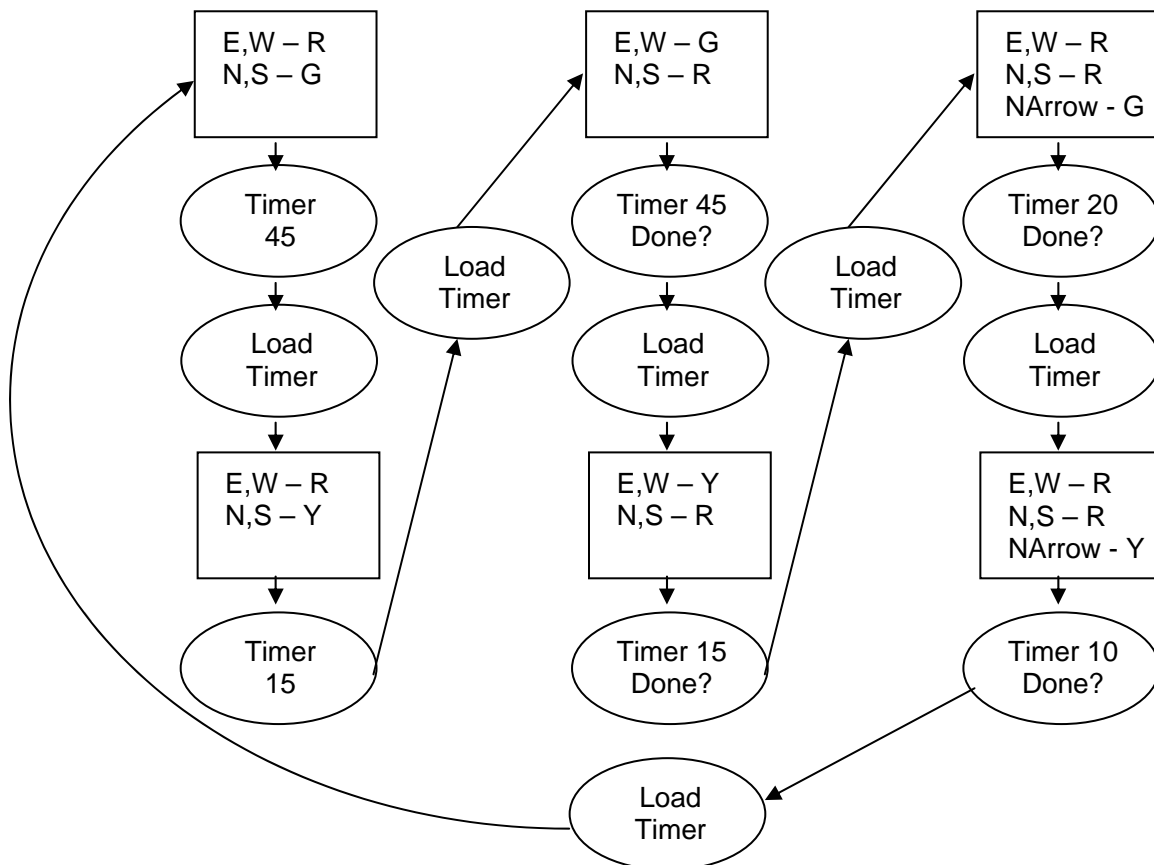 E,W – R
N,S – G
Timer
45
Load
Timer
E,W – R
N,S – Y
Timer
15
Load
Timer
E,W – G
N,S – R
Timer 45
Done?
Load
Timer
E,W – Y
N,S – R
Timer 15
Done?
Load
Timer
E,W – R
N,S – R
NArrow - G
Timer 20
Done?
Load
Timer
E,W – R
N,S – R
NArrow - Y
Timer 10
Done?
Load
Timer